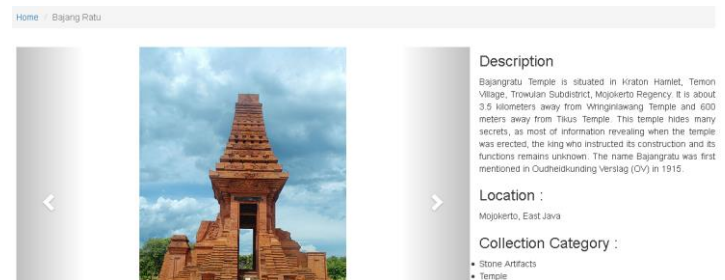 Home / Bajang Ratu
Description
Bajangratu Temple is situated in Kraton Hamlet, Temon
Village, Trowulan Subdistrict, Mojokerto Regency. It is about
3.5 kilometers away from Wringinlawang Temple and 600
meters away from Tikus Temple. This temple hides many
secrets, as most of information revealing when the temple
was erected, the king who instructed its construction and its
functions remains unknown. The name Bajangratu was first
mentioned in Oudheidkunding Verslag (OV) in 1915.
Location :
Mojokerto, East Java
Collection Category :
• Stone Artifacts
• Temple